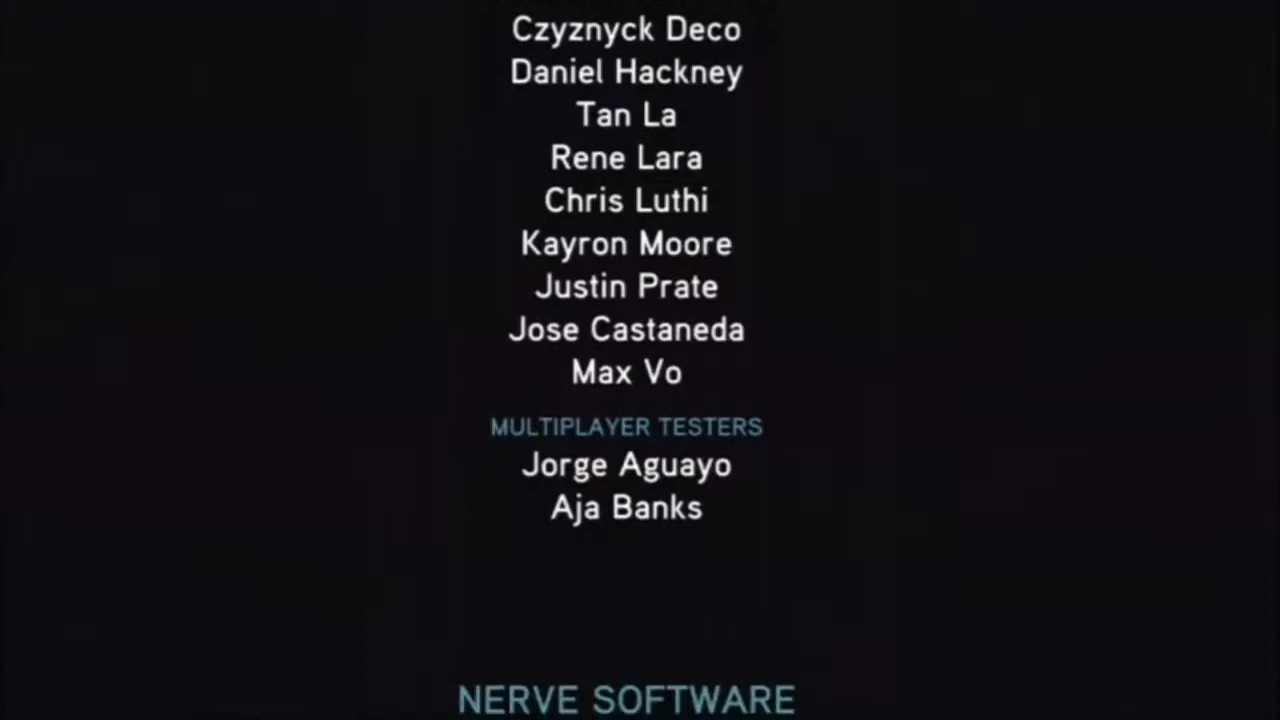 Czyznyck Deco
Daniel Hackney
Tan La
Rene Lara
Chris Luthi
Kayron Moore
Justin Prate
Jose Castaneda
Max Vo
MULTIPLAYER TESTERS
Jorge Aguayo
Aja Banks
NERVE SOFTWARE